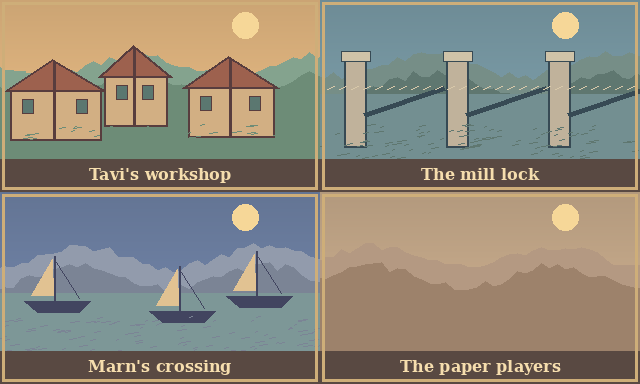 Tavi's workshop
The mill lock
Marn's crossing
The paper players